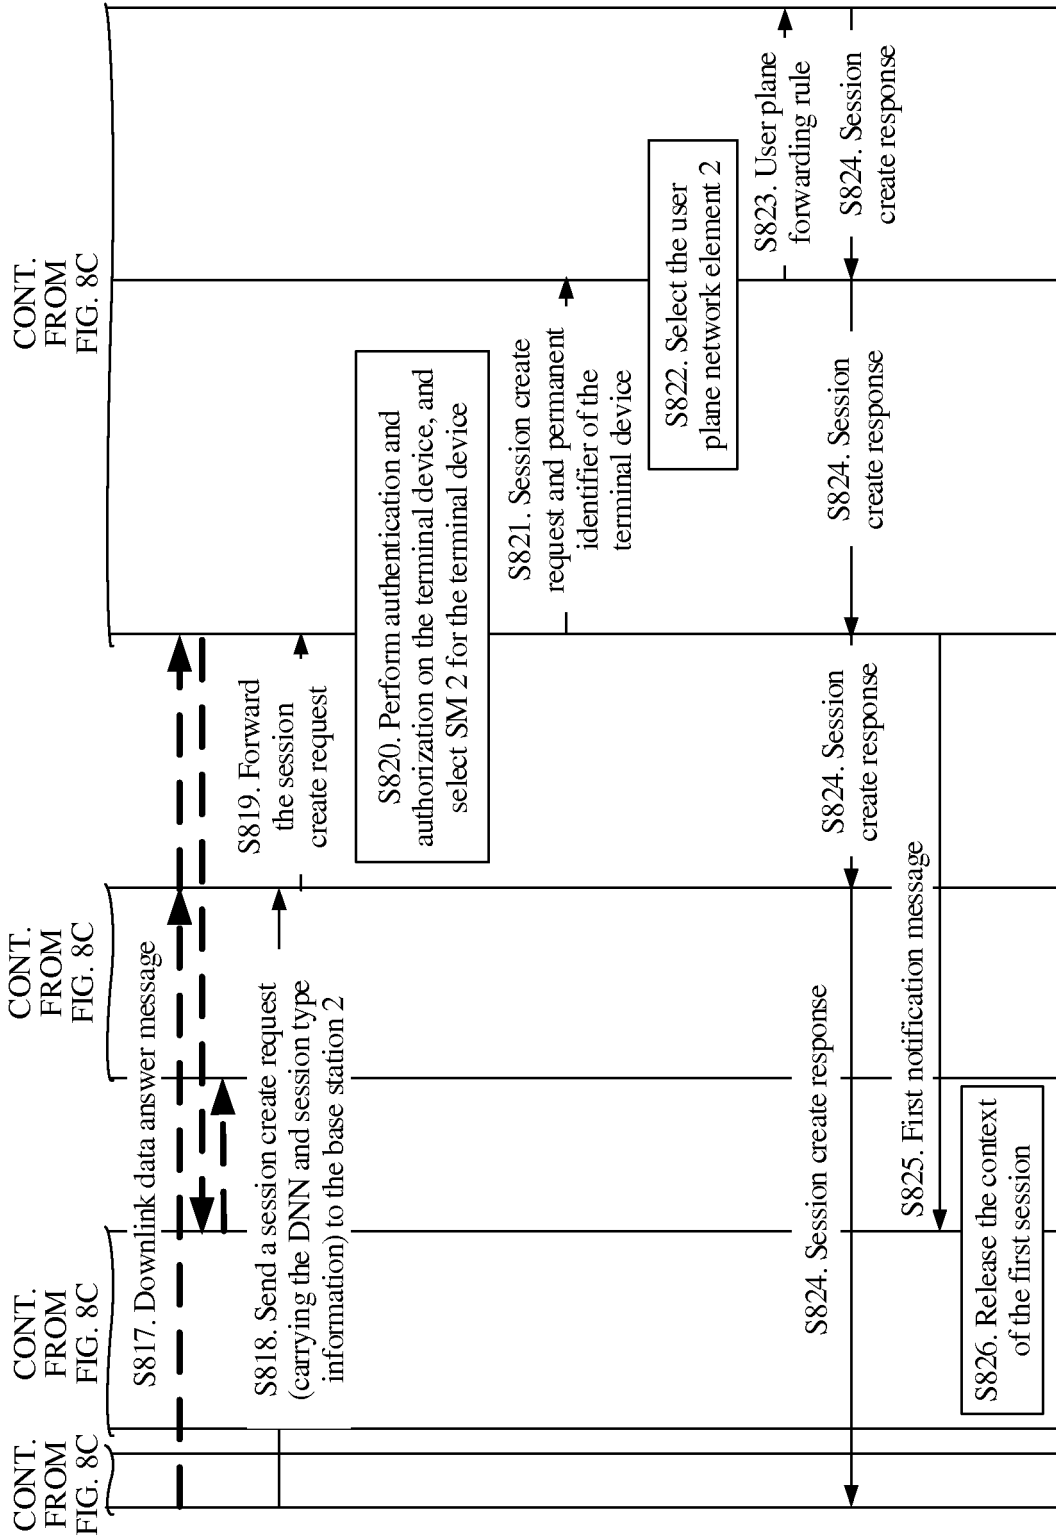 CONT.
FROM
FIG. 8C
CONT.
FROM
FIG. 8C
CONT.
FROM
FIG. 8C
CONT.
FROM
FIG. 8C
S817. Downlink data answer message
S818. Send a session create request
(carrying the DNN and session type
information) to the base station 2
S819. Forward
the session
create request
S820. Perform authentication and
authorization on the terminal device, and
select SM 2 for the terminal device
S821. Session create
request and permanent
identifier of the
terminal device
S822. Select the user
plane network element 2
S823. User plane
forwarding rule
S824. Session create response
S824. Session
create response
S824. Session
create response
S824. Session
create response
S825. First notification message
S826. Release the context
of the first session